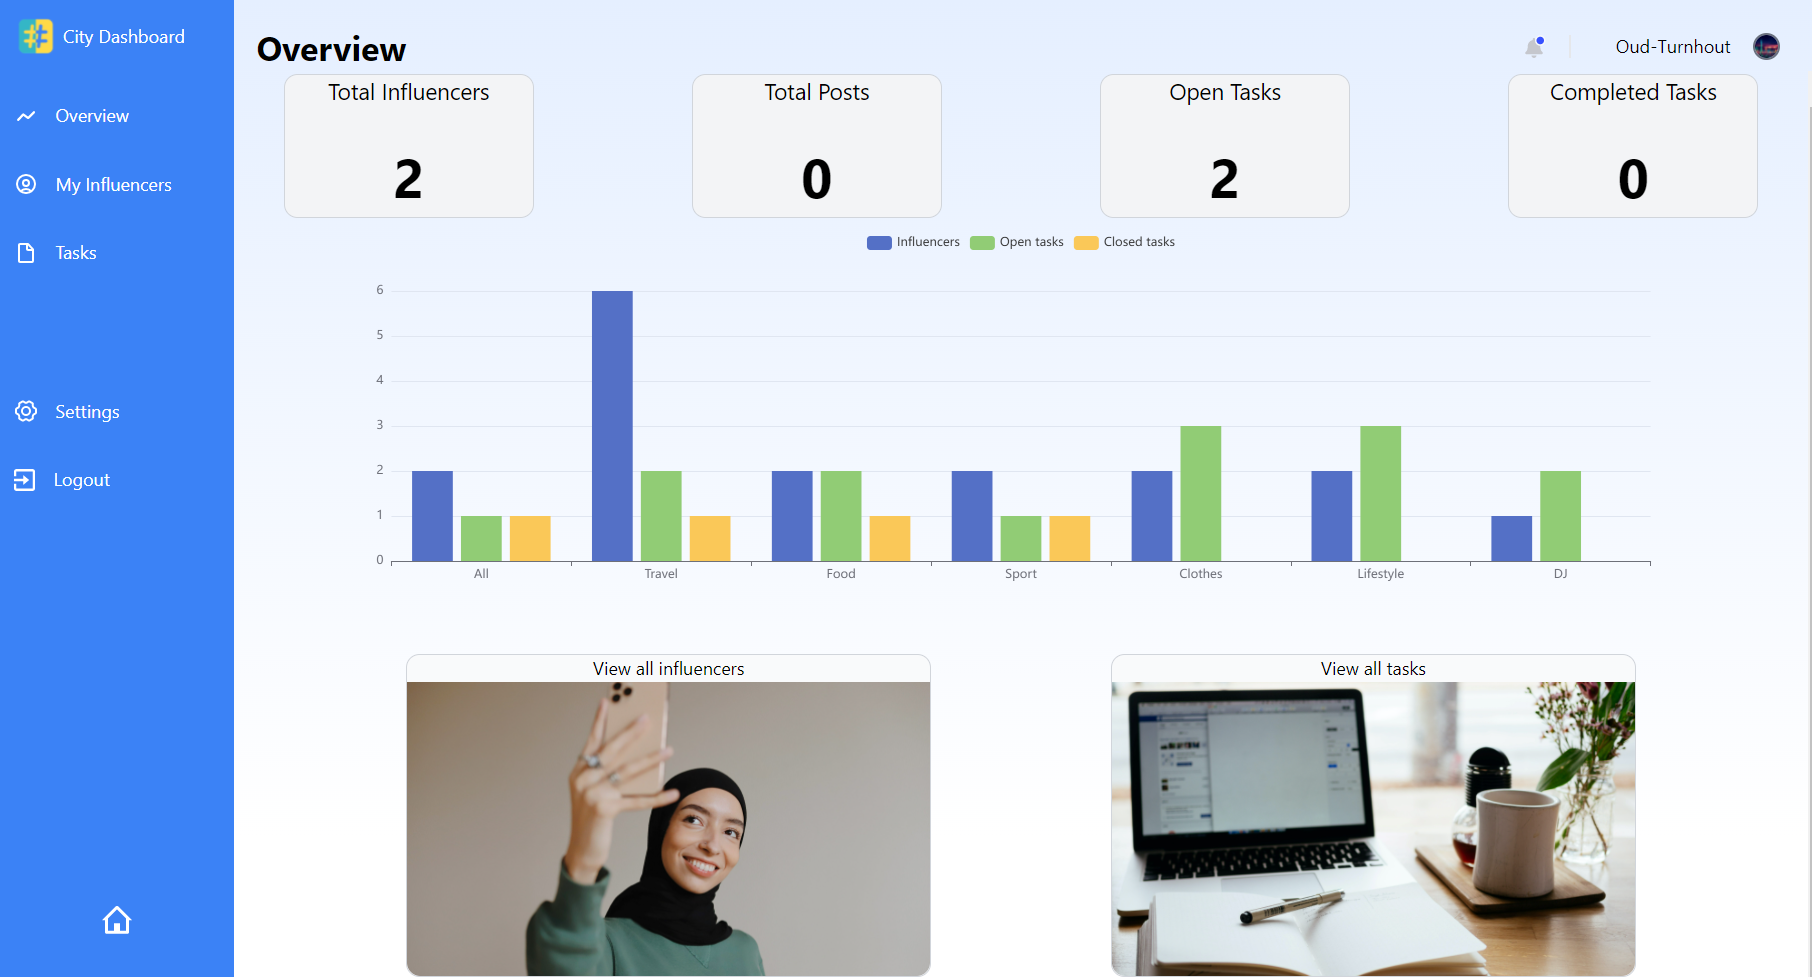 City Dashboard
Overview
My Influencers
Tasks
Settings
Logout
Overview
Oud-Turnhout
Total Influencers
2
Total Posts
0
Open Tasks
2
Completed Tasks
0
Influencers Open tasks Closed tasks
6
5
4
3
2
1
0
All Travel Food Sport Clothes Lifestyle DJ
View all influencers
View all tasks